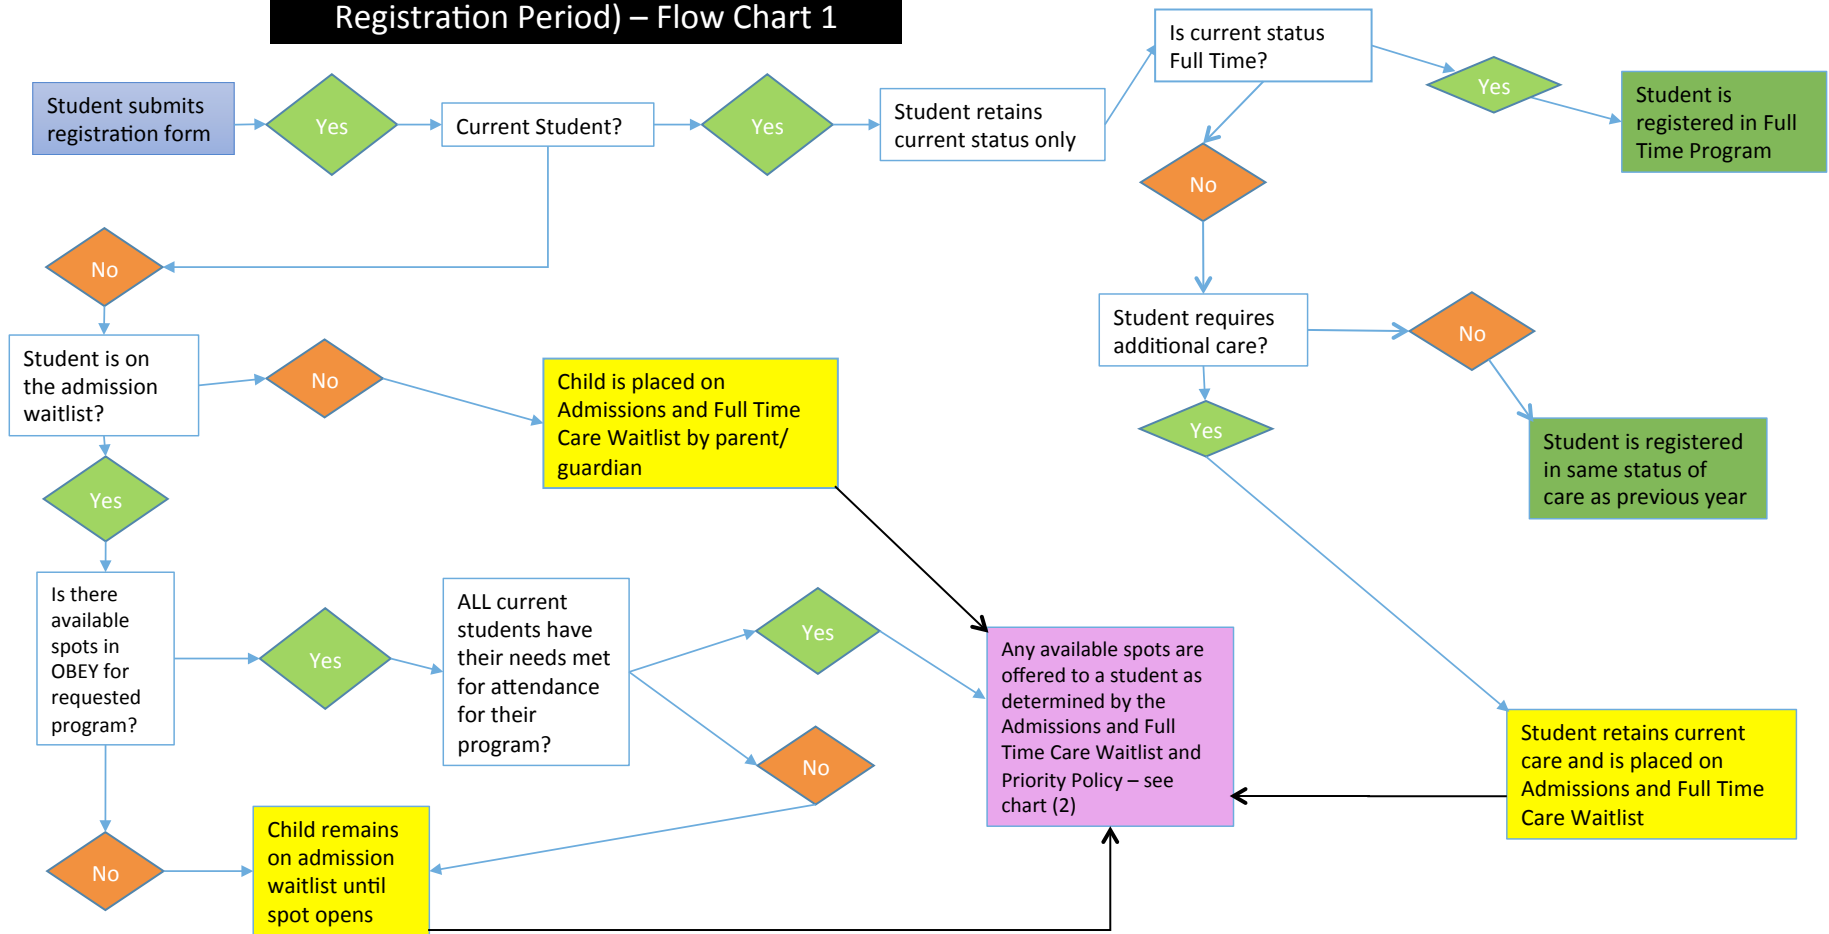 Registration Period) – Flow Chart 1
Student submits
registration form
Yes
Current Student?
Yes
Student retains
current status only
Is current status
Full Time?
Yes
Student is
registered in Full
Time Program
No
No
Student requires
additional care?
No
Student is registered
in same status of
care as previous year
Yes
Student is on
the admission
waitlist?
No
Child is placed on
Admissions and Full Time
Care Waitlist by parent/
guardian
Yes
Is there
available
spots in
OBEY for
requested
program?
Yes
ALL current
students have
their needs met
for attendance
for their
program?
Yes
No
Any available spots are
offered to a student as
determined by the
Admissions and Full
Time Care Waitlist and
Priority Policy – see
chart (2)
Student retains current
care and is placed on
Admissions and Full Time
Care Waitlist
No
Child remains
on admission
waitlist until
spot opens